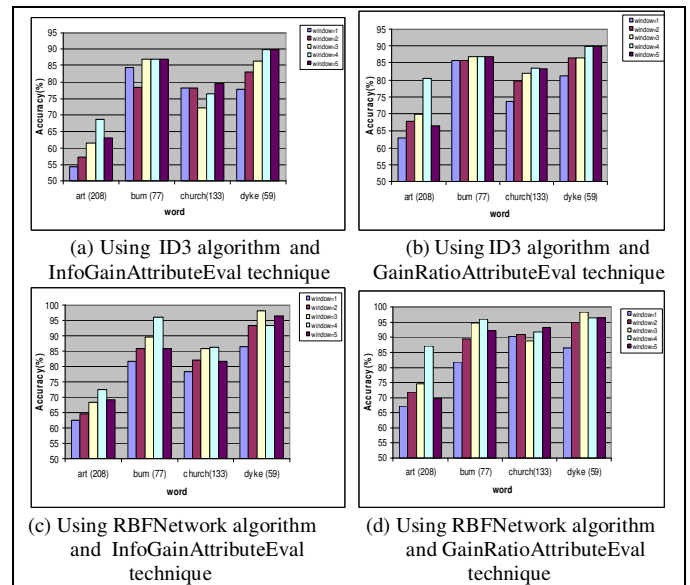 95
90
85
80
75
70
65
60
55
50
Accuracy(%)
art (208) bum (77) church(133) dyke (59)
word
window=1
window=2
window=3
window=4
window=5
(a) Using ID3 algorithm and
InfoGainAttributeEval technique
95
90
85
80
75
70
65
60
55
50
Accuracy(%)
art (208) bum (77) church(133) dyke (59)
word
window=1
window=2
window=3
window=4
window=5
(b) Using ID3 algorithm and
GainRatioAttributeEval technique
100
95
90
85
80
75
70
65
60
55
50
Accuracy(%)
art (208) bum (77) church(133) dyke (59)
word
window=1
window=2
window=3
window=4
window=5
(c) Using RBFNetwork algorithm
and InfoGainAttributeEval
technique
100
95
90
85
80
75
70
65
60
55
50
Accuracy(%)
art (208) bum (77) church(133) dyke (59)
word
window=1
window=2
window=3
window=4
window=5
(d) Using RBFNetwork algorithm
and GainRatioAttributeEval
technique